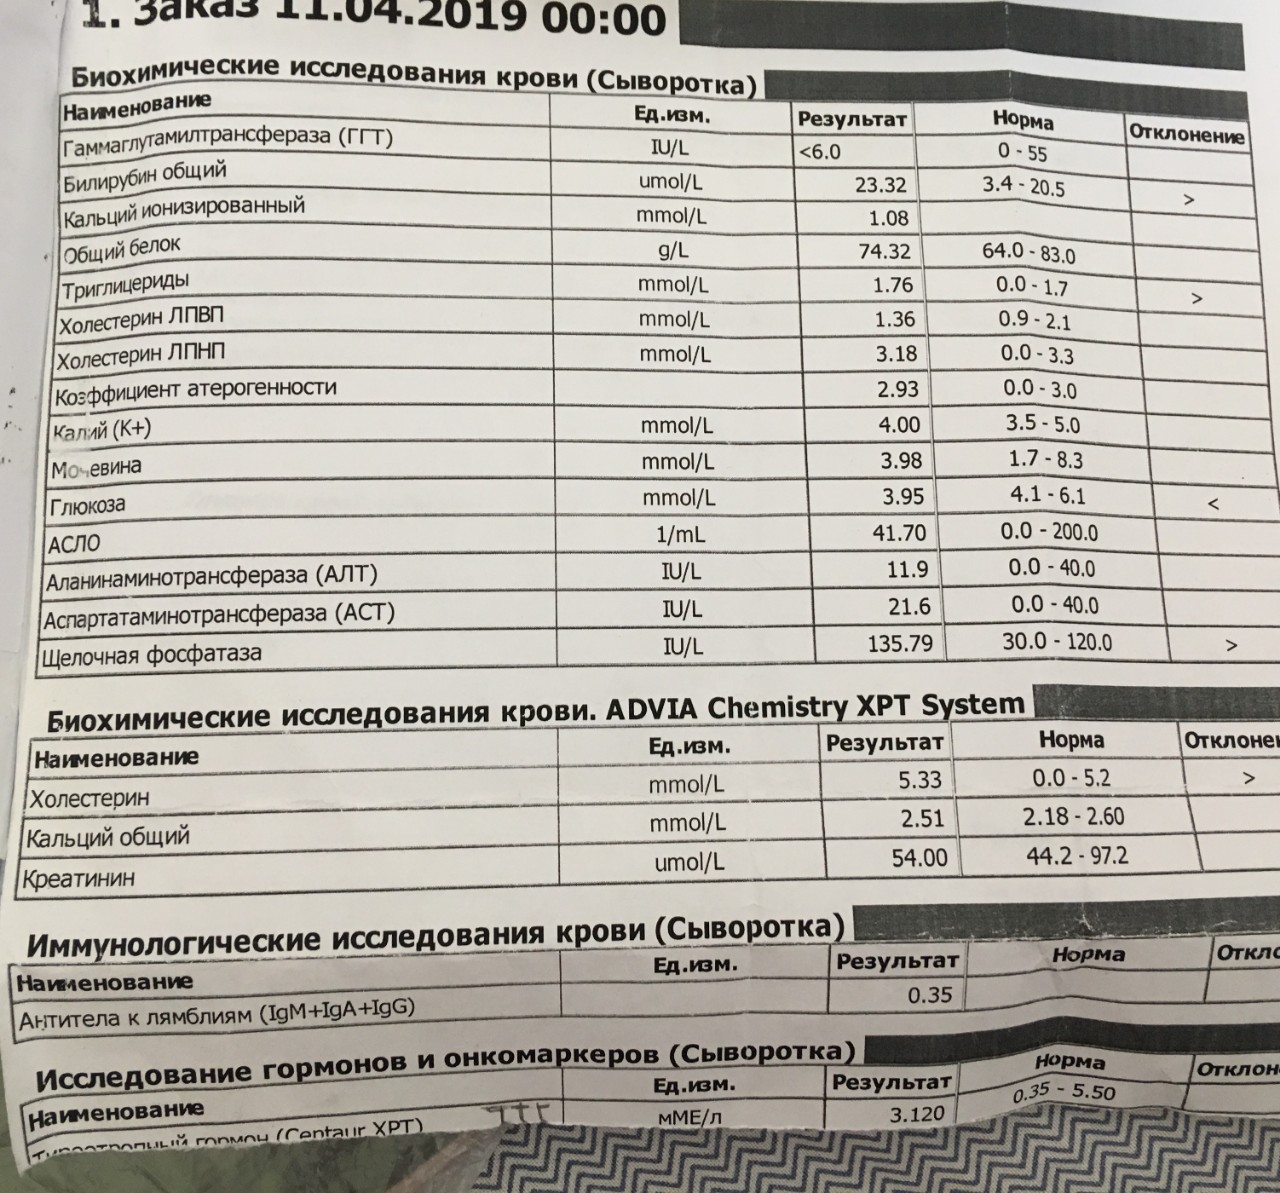 1. Заказ 11.04.2019 00:00
Биохимические исследования крови (Сыворотка)
Наименование Ед.изм. Результат Норма Отклонение
Гаммаглутамилтрансфераза (ГГТ) IU/L <6.0 0 - 55
Билирубин общий umol/L 23.32 3.4 - 20.5 >
Кальций ионизированный mmol/L 1.08
Общий белок g/L 74.32 64.0 - 83.0
Триглицериды mmol/L 1.76 0.0 - 1.7 >
Холестерин ЛПВП mmol/L 1.36 0.9 - 2.1
Холестерин ЛПНП mmol/L 3.18 0.0 - 3.3
Коэффициент атерогенности 2.93 0.0 - 3.0
Калий (К+) mmol/L 4.00 3.5 - 5.0
Мочевина mmol/L 3.98 1.7 - 8.3
Глюкоза mmol/L 3.95 4.1 - 6.1 <
АСЛО 1/mL 41.70 0.0 - 200.0
Аланинаминотрансфераза (АЛТ) IU/L 11.9 0.0 - 40.0
Аспартатаминотрансфераза (АСТ) IU/L 21.6 0.0 - 40.0
Щелочная фосфатаза IU/L 135.79 30.0 - 120.0 >
Биохимические исследования крови. ADVIA Chemistry XPT System
Наименование Ед.изм. Результат Норма Отклонен
Холестерин mmol/L 5.33 0.0 - 5.2 >
Кальций общий mmol/L 2.51 2.18 - 2.60
Креатинин umol/L 54.00 44.2 - 97.2
Иммунологические исследования крови (Сыворотка)
Наименование Ед.изм. Результат Норма Откло
Антитела к лямблиям (IgM+IgA+IgG) 0.35
Исследование гормонов и онкомаркеров (Сыворотка)
Наименование Ед.изм. Результат Норма Отклон
Тиреотропный гормон (Centaur XPT) мМЕ/л 3.120 0.35 - 5.50